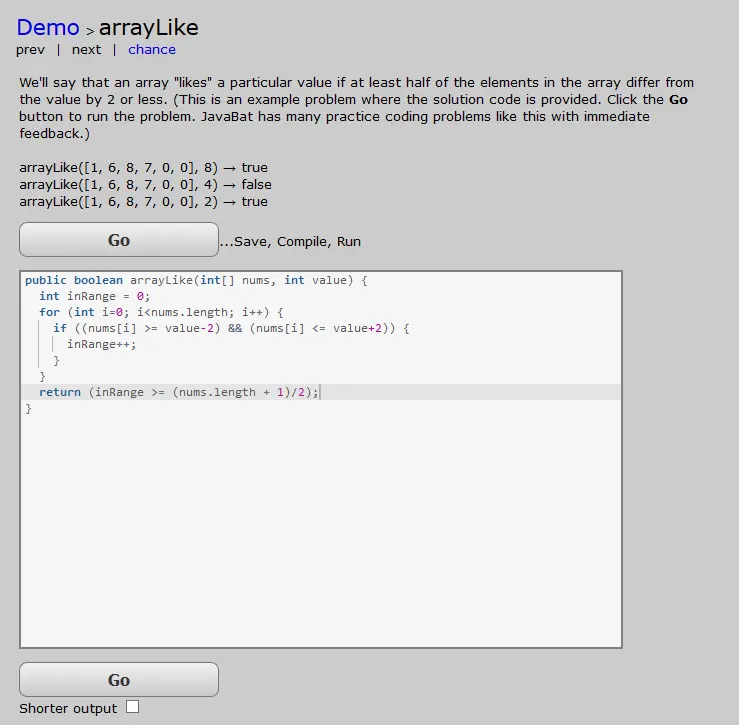 Demo > arrayLike
prev | next | chance
We'll say that an array "likes" a particular value if at least half of the elements in the array differ from
the value by 2 or less. (This is an example problem where the solution code is provided. Click the Go
button to run the problem. JavaBat has many practice coding problems like this with immediate
feedback.)
arrayLike([1, 6, 8, 7, 0, 0], 8) → true
arrayLike([1, 6, 8, 7, 0, 0], 4) → false
arrayLike([1, 6, 8, 7, 0, 0], 2) → true
Go ...Save, Compile, Run
public boolean arrayLike(int[] nums, int value) {
  int inRange = 0;
  for (int i=0; i<nums.length; i++) {
    if ((nums[i] >= value-2) && (nums[i] <= value+2)) {
      inRange++;
    }
  }
  return (inRange >= (nums.length + 1)/2);
}
Go
Shorter output